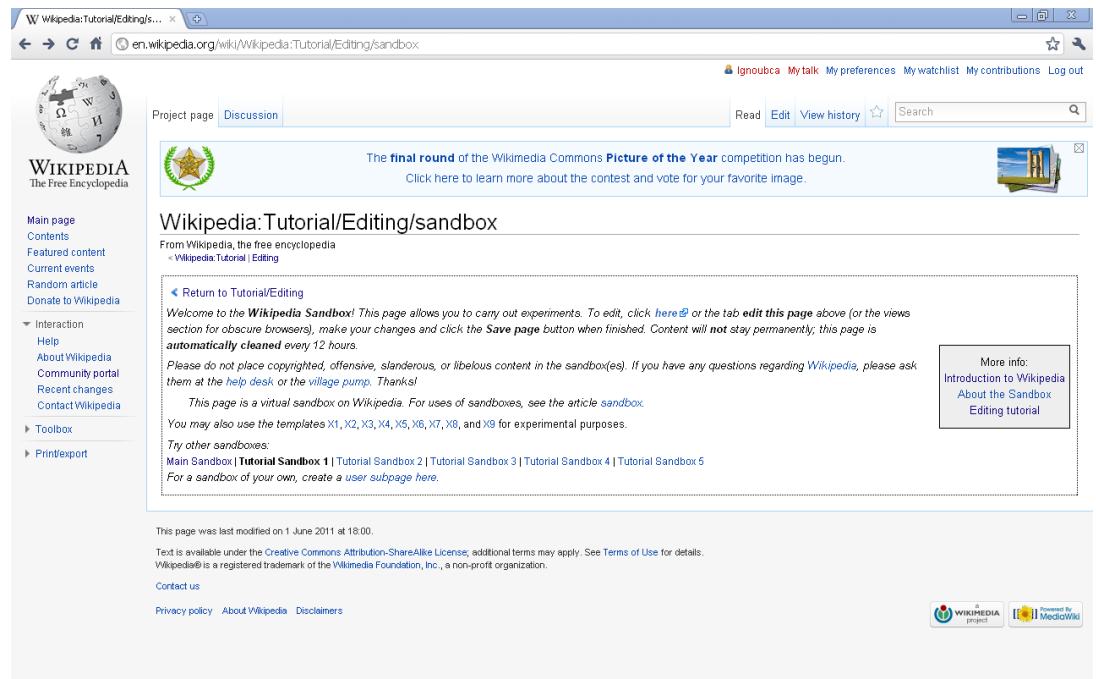 Wikipedia:Tutorial/Editing/s...
en.wikipedia.org/wiki/Wikipedia:Tutorial/Editing/sandbox
Ignoubca My talk My preferences My watchlist My contributions Log out
Project page Discussion Read Edit View history Search
WIKIPEDIA
The Free Encyclopedia
The final round of the Wikimedia Commons Picture of the Year competition has begun.
Click here to learn more about the contest and vote for your favorite image.
Main page
Contents
Featured content
Current events
Random article
Donate to Wikipedia
Interaction
Help
About Wikipedia
Community portal
Recent changes
Contact Wikipedia
Toolbox
Print/export
Wikipedia:Tutorial/Editing/sandbox
From Wikipedia, the free encyclopedia
< Wikipedia:Tutorial | Editing
Return to Tutorial/Editing
Welcome to the Wikipedia Sandbox! This page allows you to carry out experiments. To edit, click here or the tab edit this page above (or the views
section for obscure browsers), make your changes and click the Save page button when finished. Content will not stay permanently; this page is
automatically cleaned every 12 hours.
Please do not place copyrighted, offensive, slanderous, or libelous content in the sandbox(es). If you have any questions regarding Wikipedia, please ask
them at the help desk or the village pump. Thanks!
This page is a virtual sandbox on Wikipedia. For uses of sandboxes, see the article sandbox.
You may also use the templates X1, X2, X3, X4, X5, X6, X7, X8, and X9 for experimental purposes.
Try other sandboxes:
Main Sandbox | Tutorial Sandbox 1 | Tutorial Sandbox 2 | Tutorial Sandbox 3 | Tutorial Sandbox 4 | Tutorial Sandbox 5
For a sandbox of your own, create a user subpage here.
More info:
Introduction to Wikipedia
About the Sandbox
Editing tutorial
This page was last modified on 1 June 2011 at 18:00.
Text is available under the Creative Commons Attribution-ShareAlike License; additional terms may apply. See Terms of Use for details.
Wikipedia® is a registered trademark of the Wikimedia Foundation, Inc., a non-profit organization.
Contact us
Privacy policy About Wikipedia Disclaimers
a
WIKIMEDIA
project
Powered By
MediaWiki